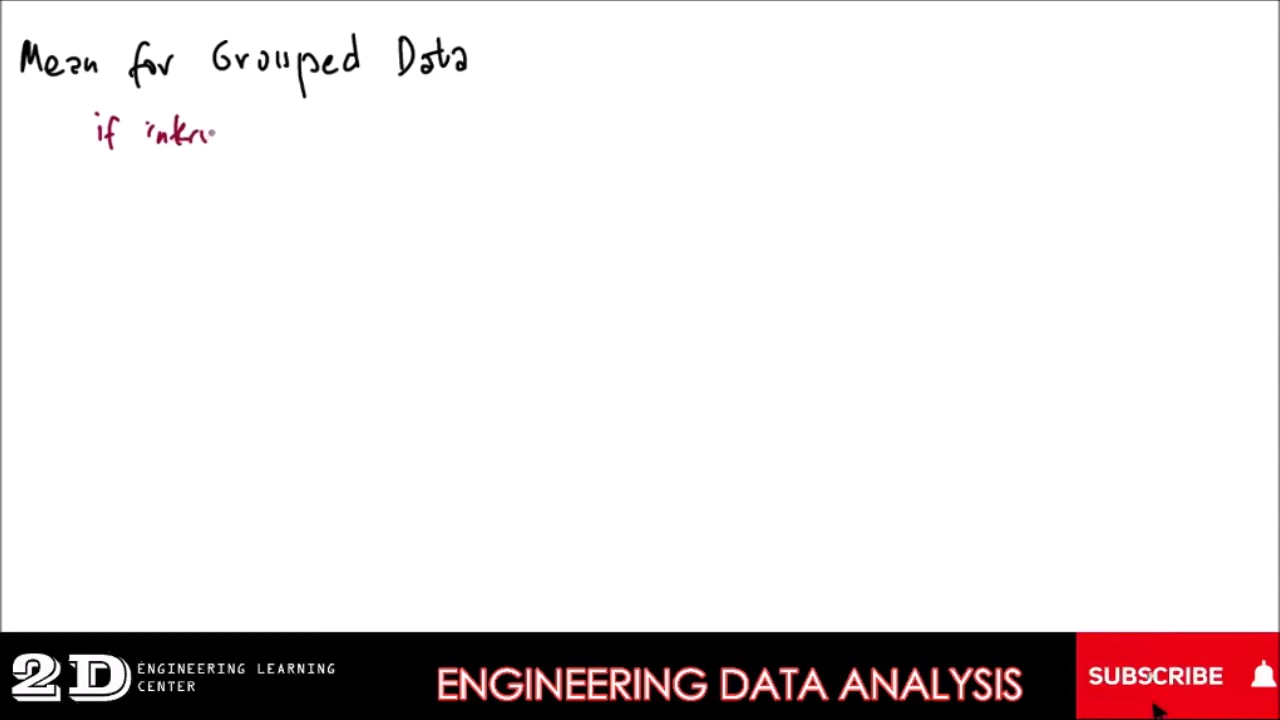 Mean for Grouped Data
if
2D ENGINEERING LEARNING
CENTER
ENGINEERING DATA ANALYSIS
SUBSCRIBE